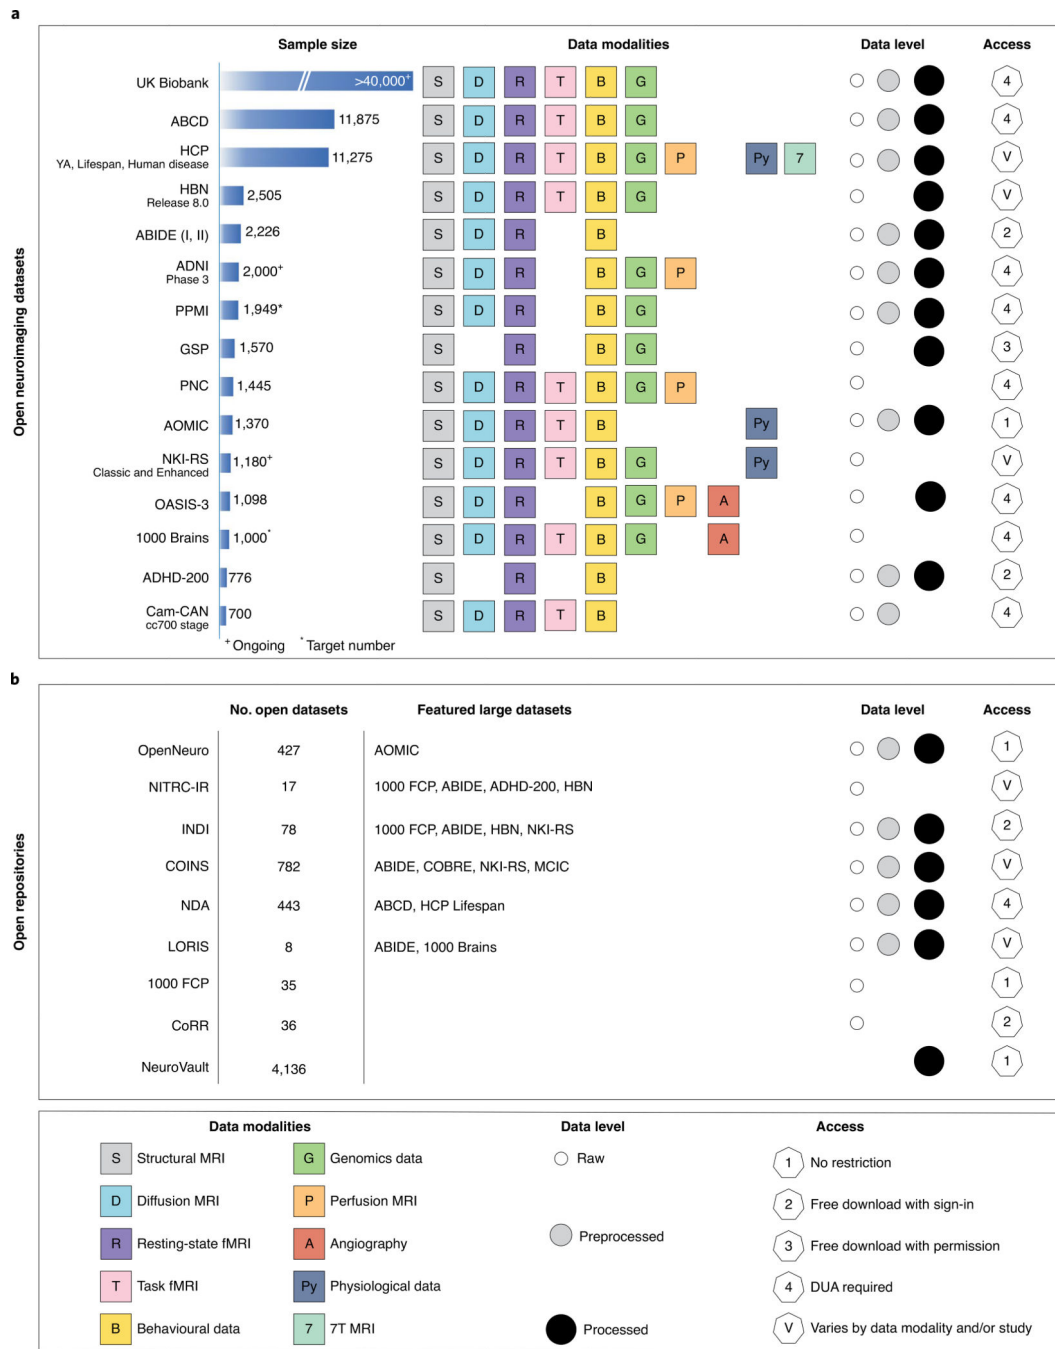 a
Sample size Data modalities Data level Access
Open neuroimaging datasets
UK Biobank >40,000+ S D R T B G 4
ABCD 11,875 S D R T B G 4
HCP 11,275 S D R T B G P Py 7 V
YA, Lifespan, Human disease
HBN 2,505 S D R T B G V
Release 8.0
ABIDE (I, II) 2,226 S D R B 2
ADNI 2,000+ S D R B G P 4
Phase 3
PPMI 1,949* S D R B G 4
GSP 1,570 S R B G 3
PNC 1,445 S D R T B G P 4
AOMIC 1,370 S D R T B Py 1
NKI-RS 1,180+ S D R T B G Py V
Classic and Enhanced
OASIS-3 1,098 S D R B G P A 4
1000 Brains 1,000* S D R T B G A 4
ADHD-200 776 S R B 2
Cam-CAN 700 S D R T B 4
cc700 stage
+ Ongoing * Target number
b
No. open datasets Featured large datasets Data level Access
Open repositories
OpenNeuro 427 AOMIC 1
NITRC-IR 17 1000 FCP, ABIDE, ADHD-200, HBN V
INDI 78 1000 FCP, ABIDE, HBN, NKI-RS 2
COINS 782 ABIDE, COBRE, NKI-RS, MCIC V
NDA 443 ABCD, HCP Lifespan 4
LORIS 8 ABIDE, 1000 Brains V
1000 FCP 35 1
CoRR 36 2
NeuroVault 4,136 1
Data modalities Data level Access
S Structural MRI G Genomics data Raw 1 No restriction
D Diffusion MRI P Perfusion MRI 2 Free download with sign-in
R Resting-state fMRI A Angiography Preprocessed 3 Free download with permission
T Task fMRI Py Physiological data 4 DUA required
B Behavioural data 7 7T MRI Processed V Varies by data modality and/or study